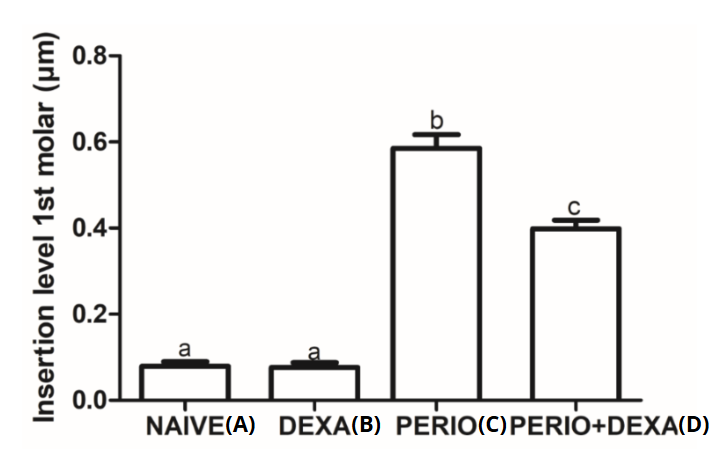 Insertion level 1st molar (μm)
0.8
0.6
0.4
0.2
0.0
a
a
b
c
NAIVE(A) DEXA(B) PERIO(C) PERIO+DEXA(D)